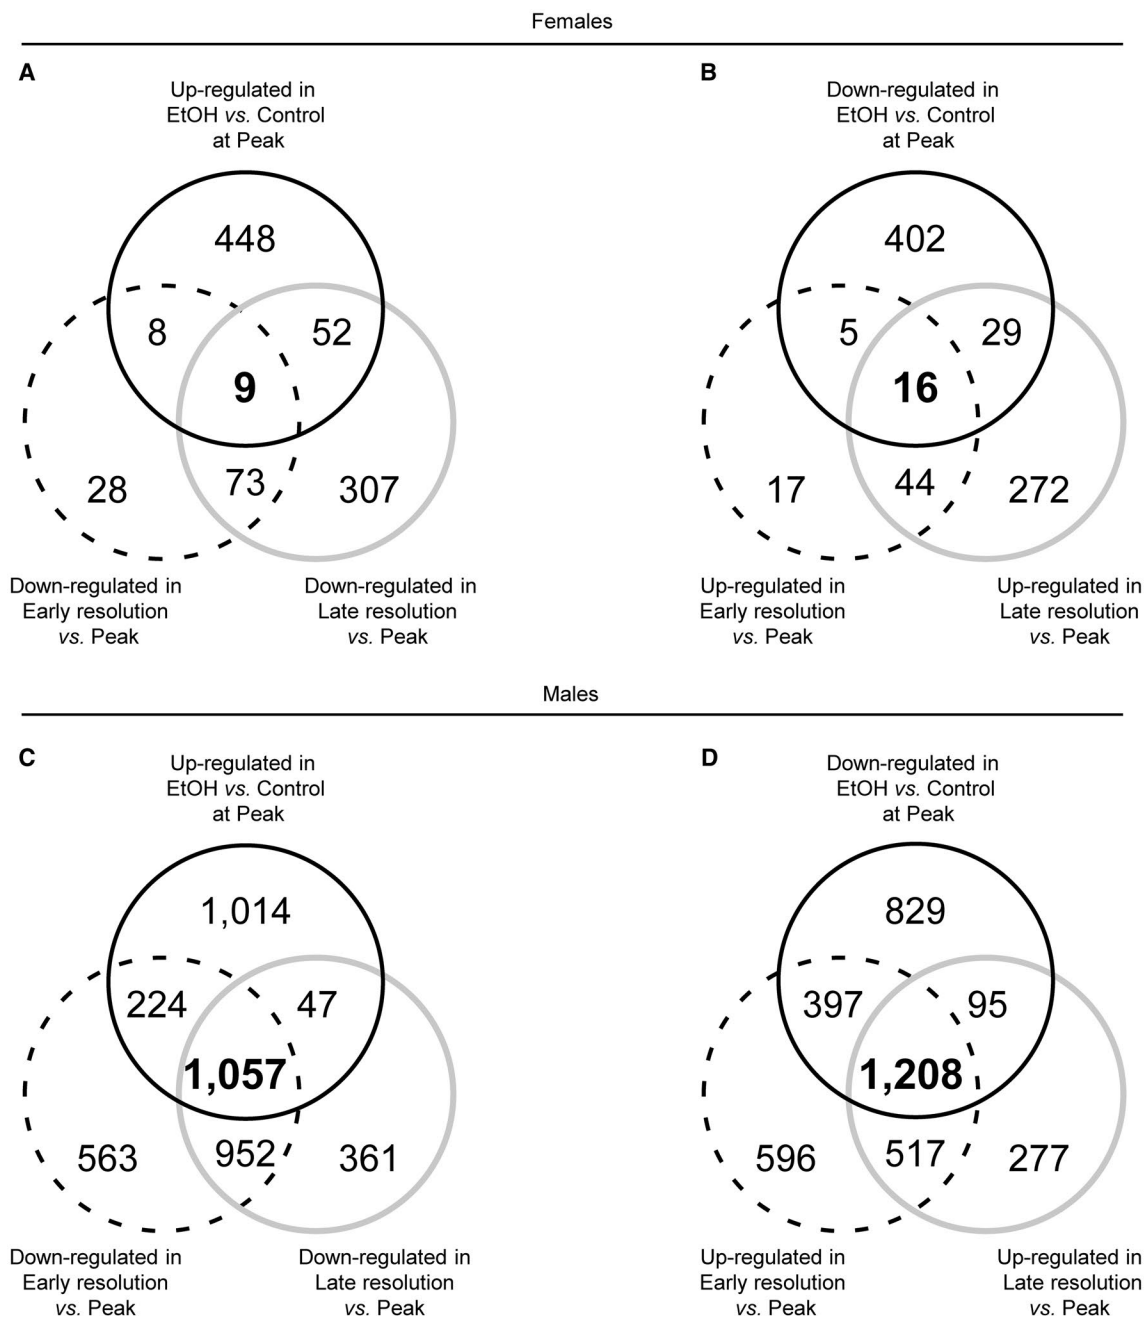 Females
A
Up-regulated in
EtOH vs. Control
at Peak
448
8
52
9
28
73
307
Down-regulated in
Early resolution
vs. Peak
Down-regulated in
Late resolution
vs. Peak
B
Down-regulated in
EtOH vs. Control
at Peak
402
5
29
16
17
44
272
Up-regulated in
Early resolution
vs. Peak
Up-regulated in
Late resolution
vs. Peak
Males
C
Up-regulated in
EtOH vs. Control
at Peak
1,014
224
47
1,057
563
952
361
Down-regulated in
Early resolution
vs. Peak
Down-regulated in
Late resolution
vs. Peak
D
Down-regulated in
EtOH vs. Control
at Peak
829
397
95
1,208
596
517
277
Up-regulated in
Early resolution
vs. Peak
Up-regulated in
Late resolution
vs. Peak